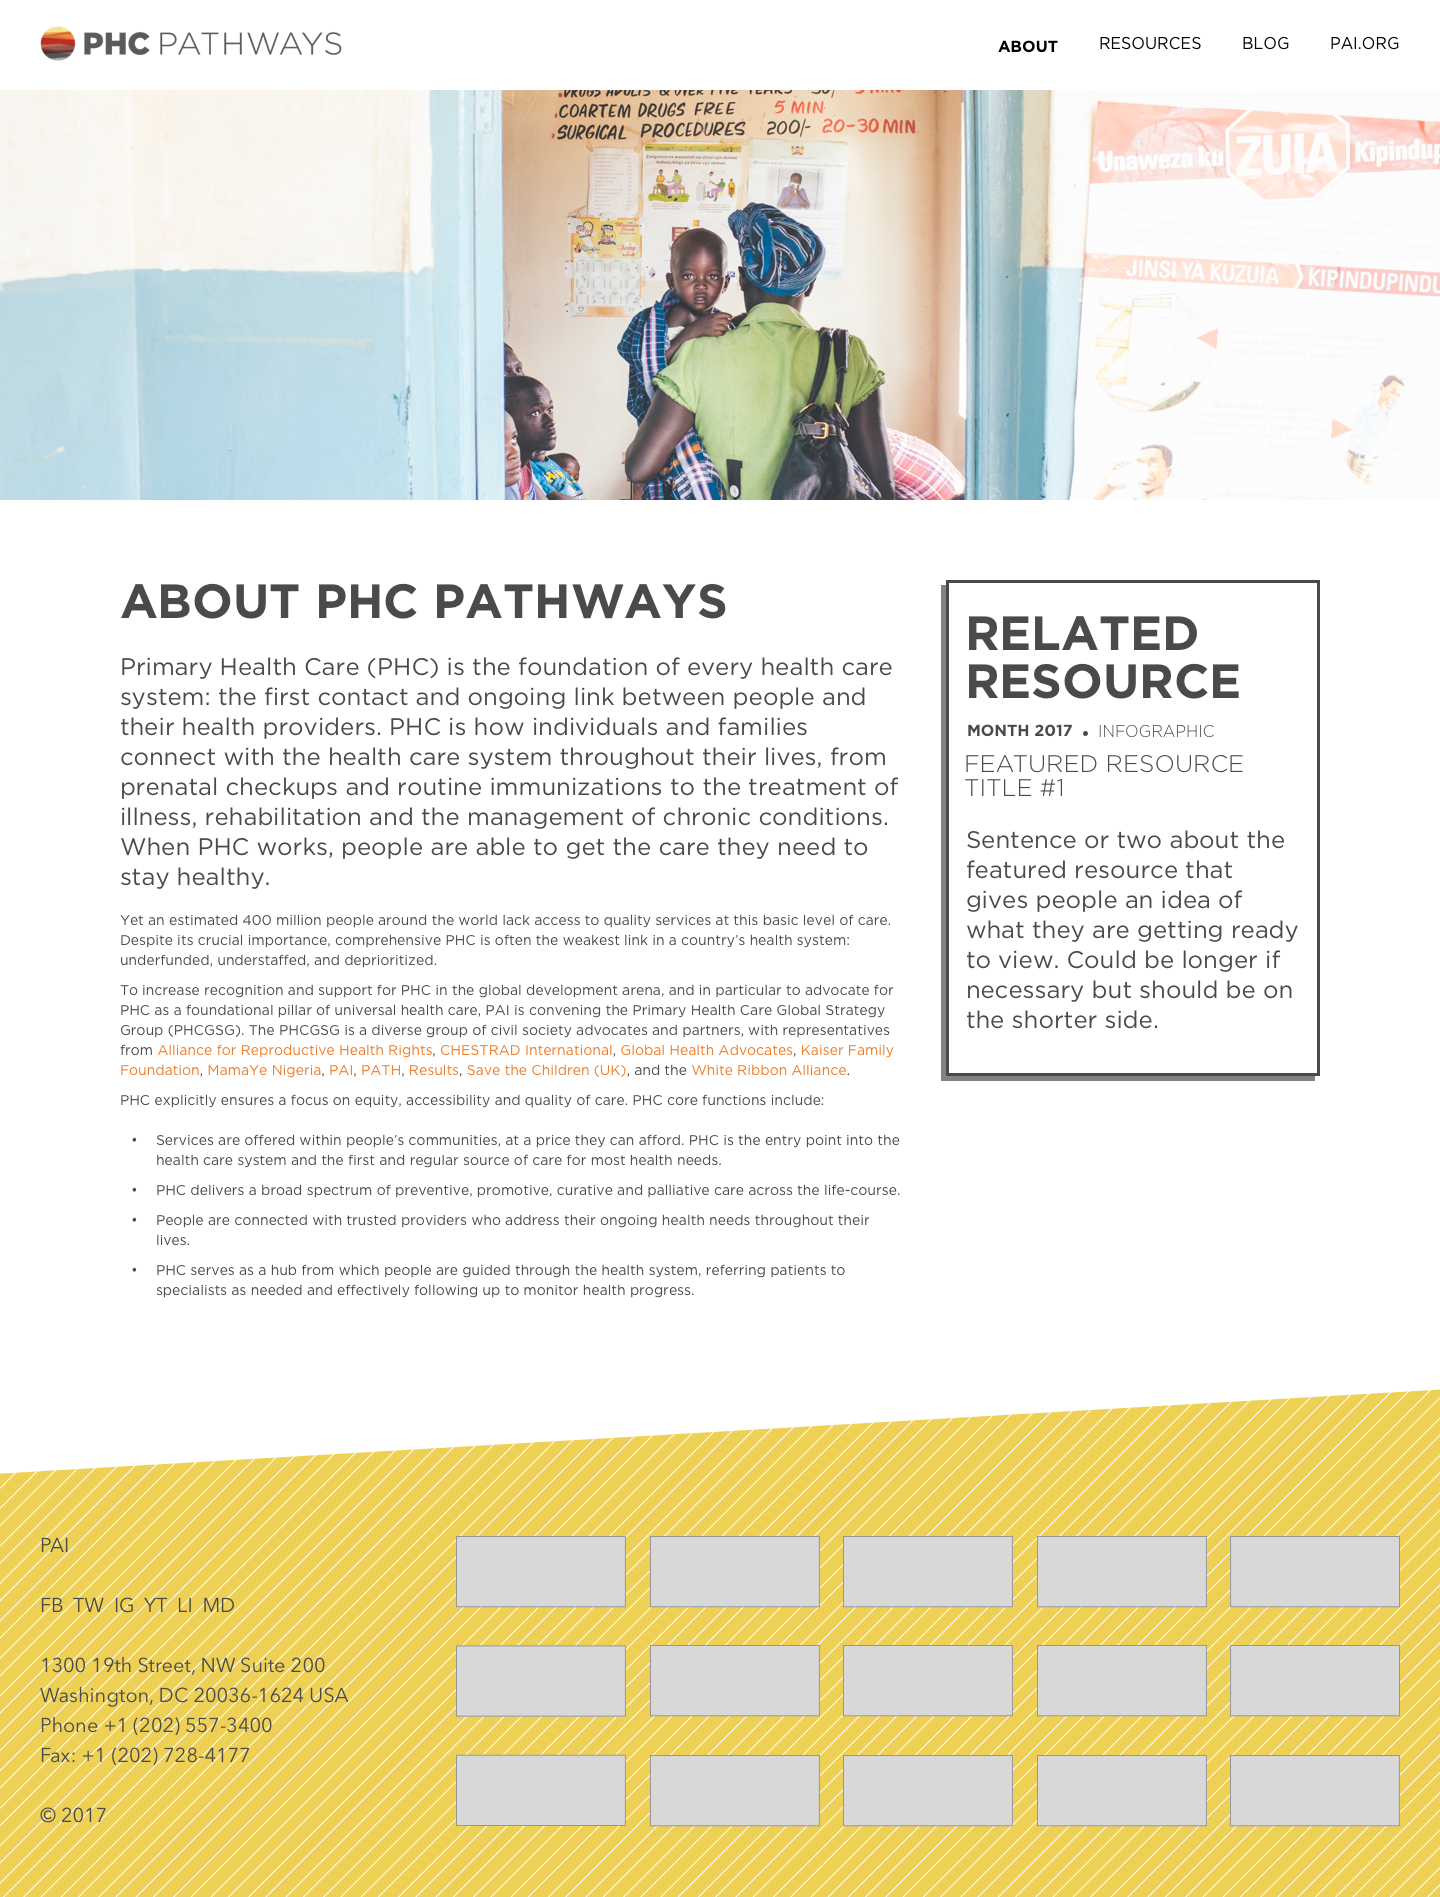 PHC PATHWAYS
ABOUT RESOURCES BLOG PAI.ORG
COARTEM DRUGS FREE 5 MIN
SURGICAL PROCEDURES 200/- 20-30 MIN
Unaweza ku ZUIA Kipindup
JINSI YA KUZUIA KIPINDUPINDU
ABOUT PHC PATHWAYS
Primary Health Care (PHC) is the foundation of every health care
system: the first contact and ongoing link between people and
their health providers. PHC is how individuals and families
connect with the health care system throughout their lives, from
prenatal checkups and routine immunizations to the treatment of
illness, rehabilitation and the management of chronic conditions.
When PHC works, people are able to get the care they need to
stay healthy.
Yet an estimated 400 million people around the world lack access to quality services at this basic level of care.
Despite its crucial importance, comprehensive PHC is often the weakest link in a country’s health system:
underfunded, understaffed, and deprioritized.
To increase recognition and support for PHC in the global development arena, and in particular to advocate for
PHC as a foundational pillar of universal health care, PAI is convening the Primary Health Care Global Strategy
Group (PHCGSG). The PHCGSG is a diverse group of civil society advocates and partners, with representatives
from Alliance for Reproductive Health Rights, CHESTRAD International, Global Health Advocates, Kaiser Family
Foundation, MamaYe Nigeria, PAI, PATH, Results, Save the Children (UK), and the White Ribbon Alliance.
PHC explicitly ensures a focus on equity, accessibility and quality of care. PHC core functions include:
• Services are offered within people’s communities, at a price they can afford. PHC is the entry point into the
health care system and the first and regular source of care for most health needs.
• PHC delivers a broad spectrum of preventive, promotive, curative and palliative care across the life-course.
• People are connected with trusted providers who address their ongoing health needs throughout their
lives.
• PHC serves as a hub from which people are guided through the health system, referring patients to
specialists as needed and effectively following up to monitor health progress.
RELATED
RESOURCE
MONTH 2017 • INFOGRAPHIC
FEATURED RESOURCE
TITLE #1
Sentence or two about the
featured resource that
gives people an idea of
what they are getting ready
to view. Could be longer if
necessary but should be on
the shorter side.
PAI
FB TW IG YT LI MD
1300 19th Street, NW Suite 200
Washington, DC 20036-1624 USA
Phone +1 (202) 557-3400
Fax: +1 (202) 728-4177
© 2017